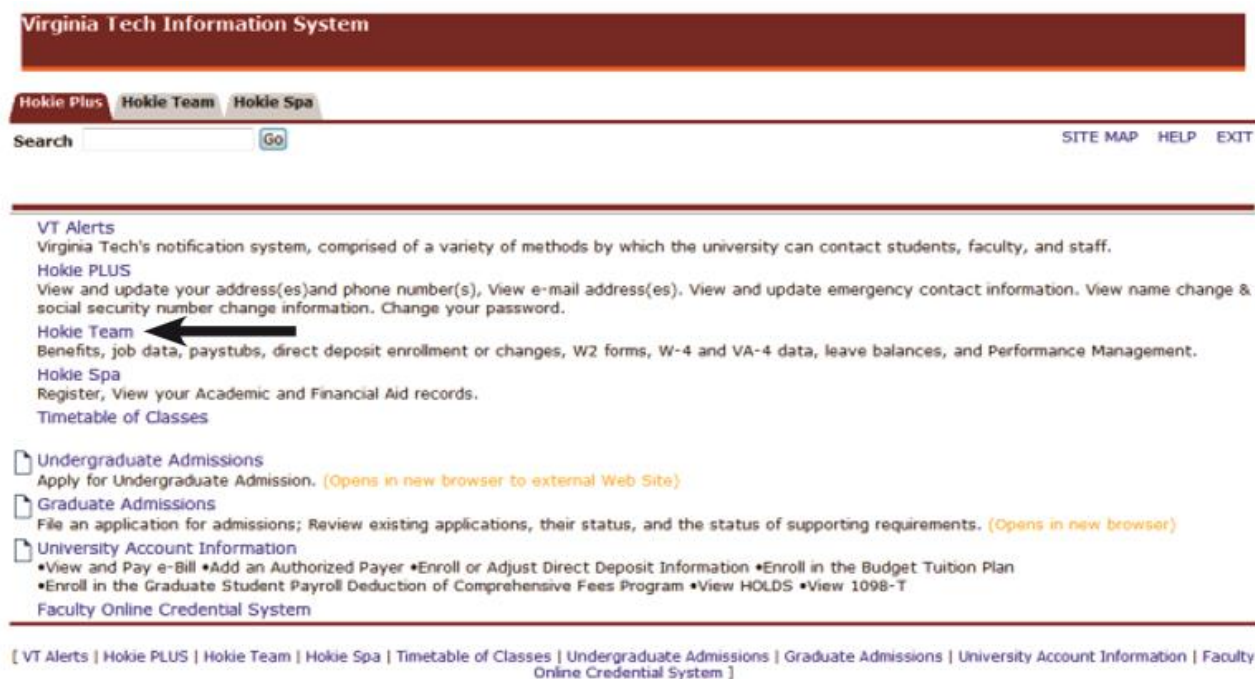 Virginia Tech Information System
Hokie Plus Hokie Team Hokie Spa
Search Go SITE MAP HELP EXIT
VT Alerts
Virginia Tech's notification system, comprised of a variety of methods by which the university can contact students, faculty, and staff.
Hokie PLUS
View and update your address(es)and phone number(s), View e-mail address(es). View and update emergency contact information. View name change &
social security number change information. Change your password.
Hokie Team
Benefits, job data, paystubs, direct deposit enrollment or changes, W2 forms, W-4 and VA-4 data, leave balances, and Performance Management.
Hokie Spa
Register, View your Academic and Financial Aid records.
Timetable of Classes
Undergraduate Admissions
Apply for Undergraduate Admission. (Opens in new browser to external Web Site)
Graduate Admissions
File an application for admissions; Review existing applications, their status, and the status of supporting requirements. (Opens in new browser)
University Account Information
•View and Pay e-Bill •Add an Authorized Payer •Enroll or Adjust Direct Deposit Information •Enroll in the Budget Tuition Plan
•Enroll in the Graduate Student Payroll Deduction of Comprehensive Fees Program •View HOLDS •View 1098-T
Faculty Online Credential System
[ VT Alerts | Hokie PLUS | Hokie Team | Hokie Spa | Timetable of Classes | Undergraduate Admissions | Graduate Admissions | University Account Information | Faculty
Online Credential System ]